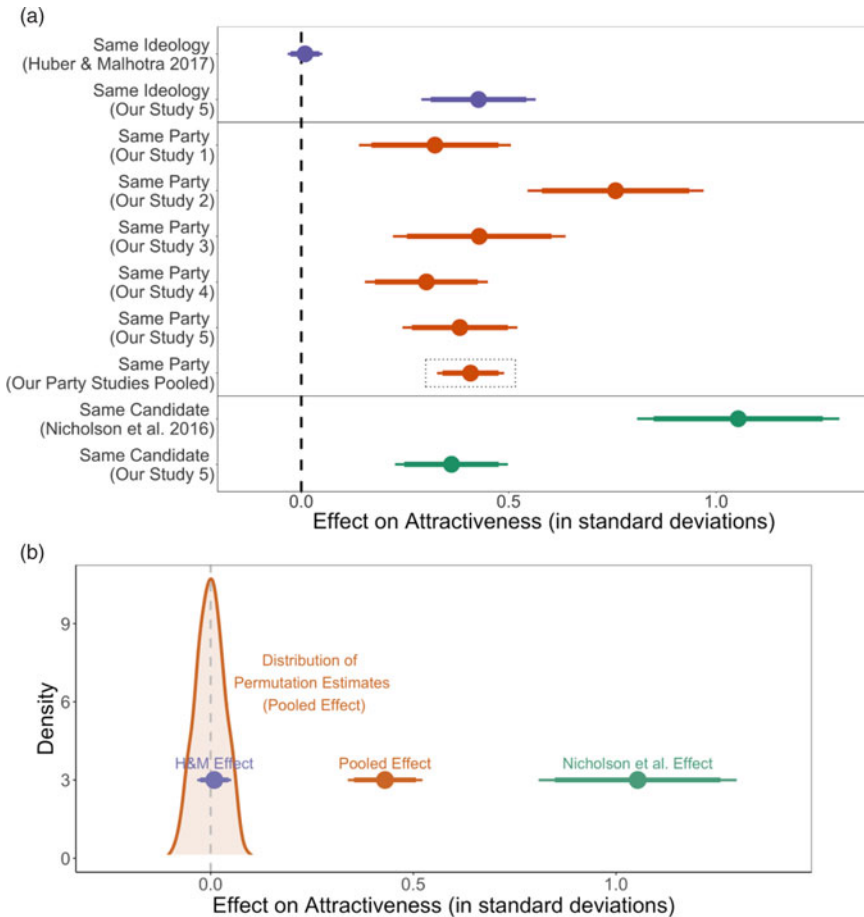 (a)
Same Ideology
(Huber & Malhotra 2017)
Same Ideology
(Our Study 5)
Same Party
(Our Study 1)
Same Party
(Our Study 2)
Same Party
(Our Study 3)
Same Party
(Our Study 4)
Same Party
(Our Study 5)
Same Party
(Our Party Studies Pooled)
Same Candidate
(Nicholson et al. 2016)
Same Candidate
(Our Study 5)
0.0 0.5 1.0
Effect on Attractiveness (in standard deviations)
(b)
Density
9
6
3
0
Distribution of
Permutation Estimates
(Pooled Effect)
H&M Effect
Pooled Effect
Nicholson et al. Effect
0.0 0.5 1.0
Effect on Attractiveness (in standard deviations)